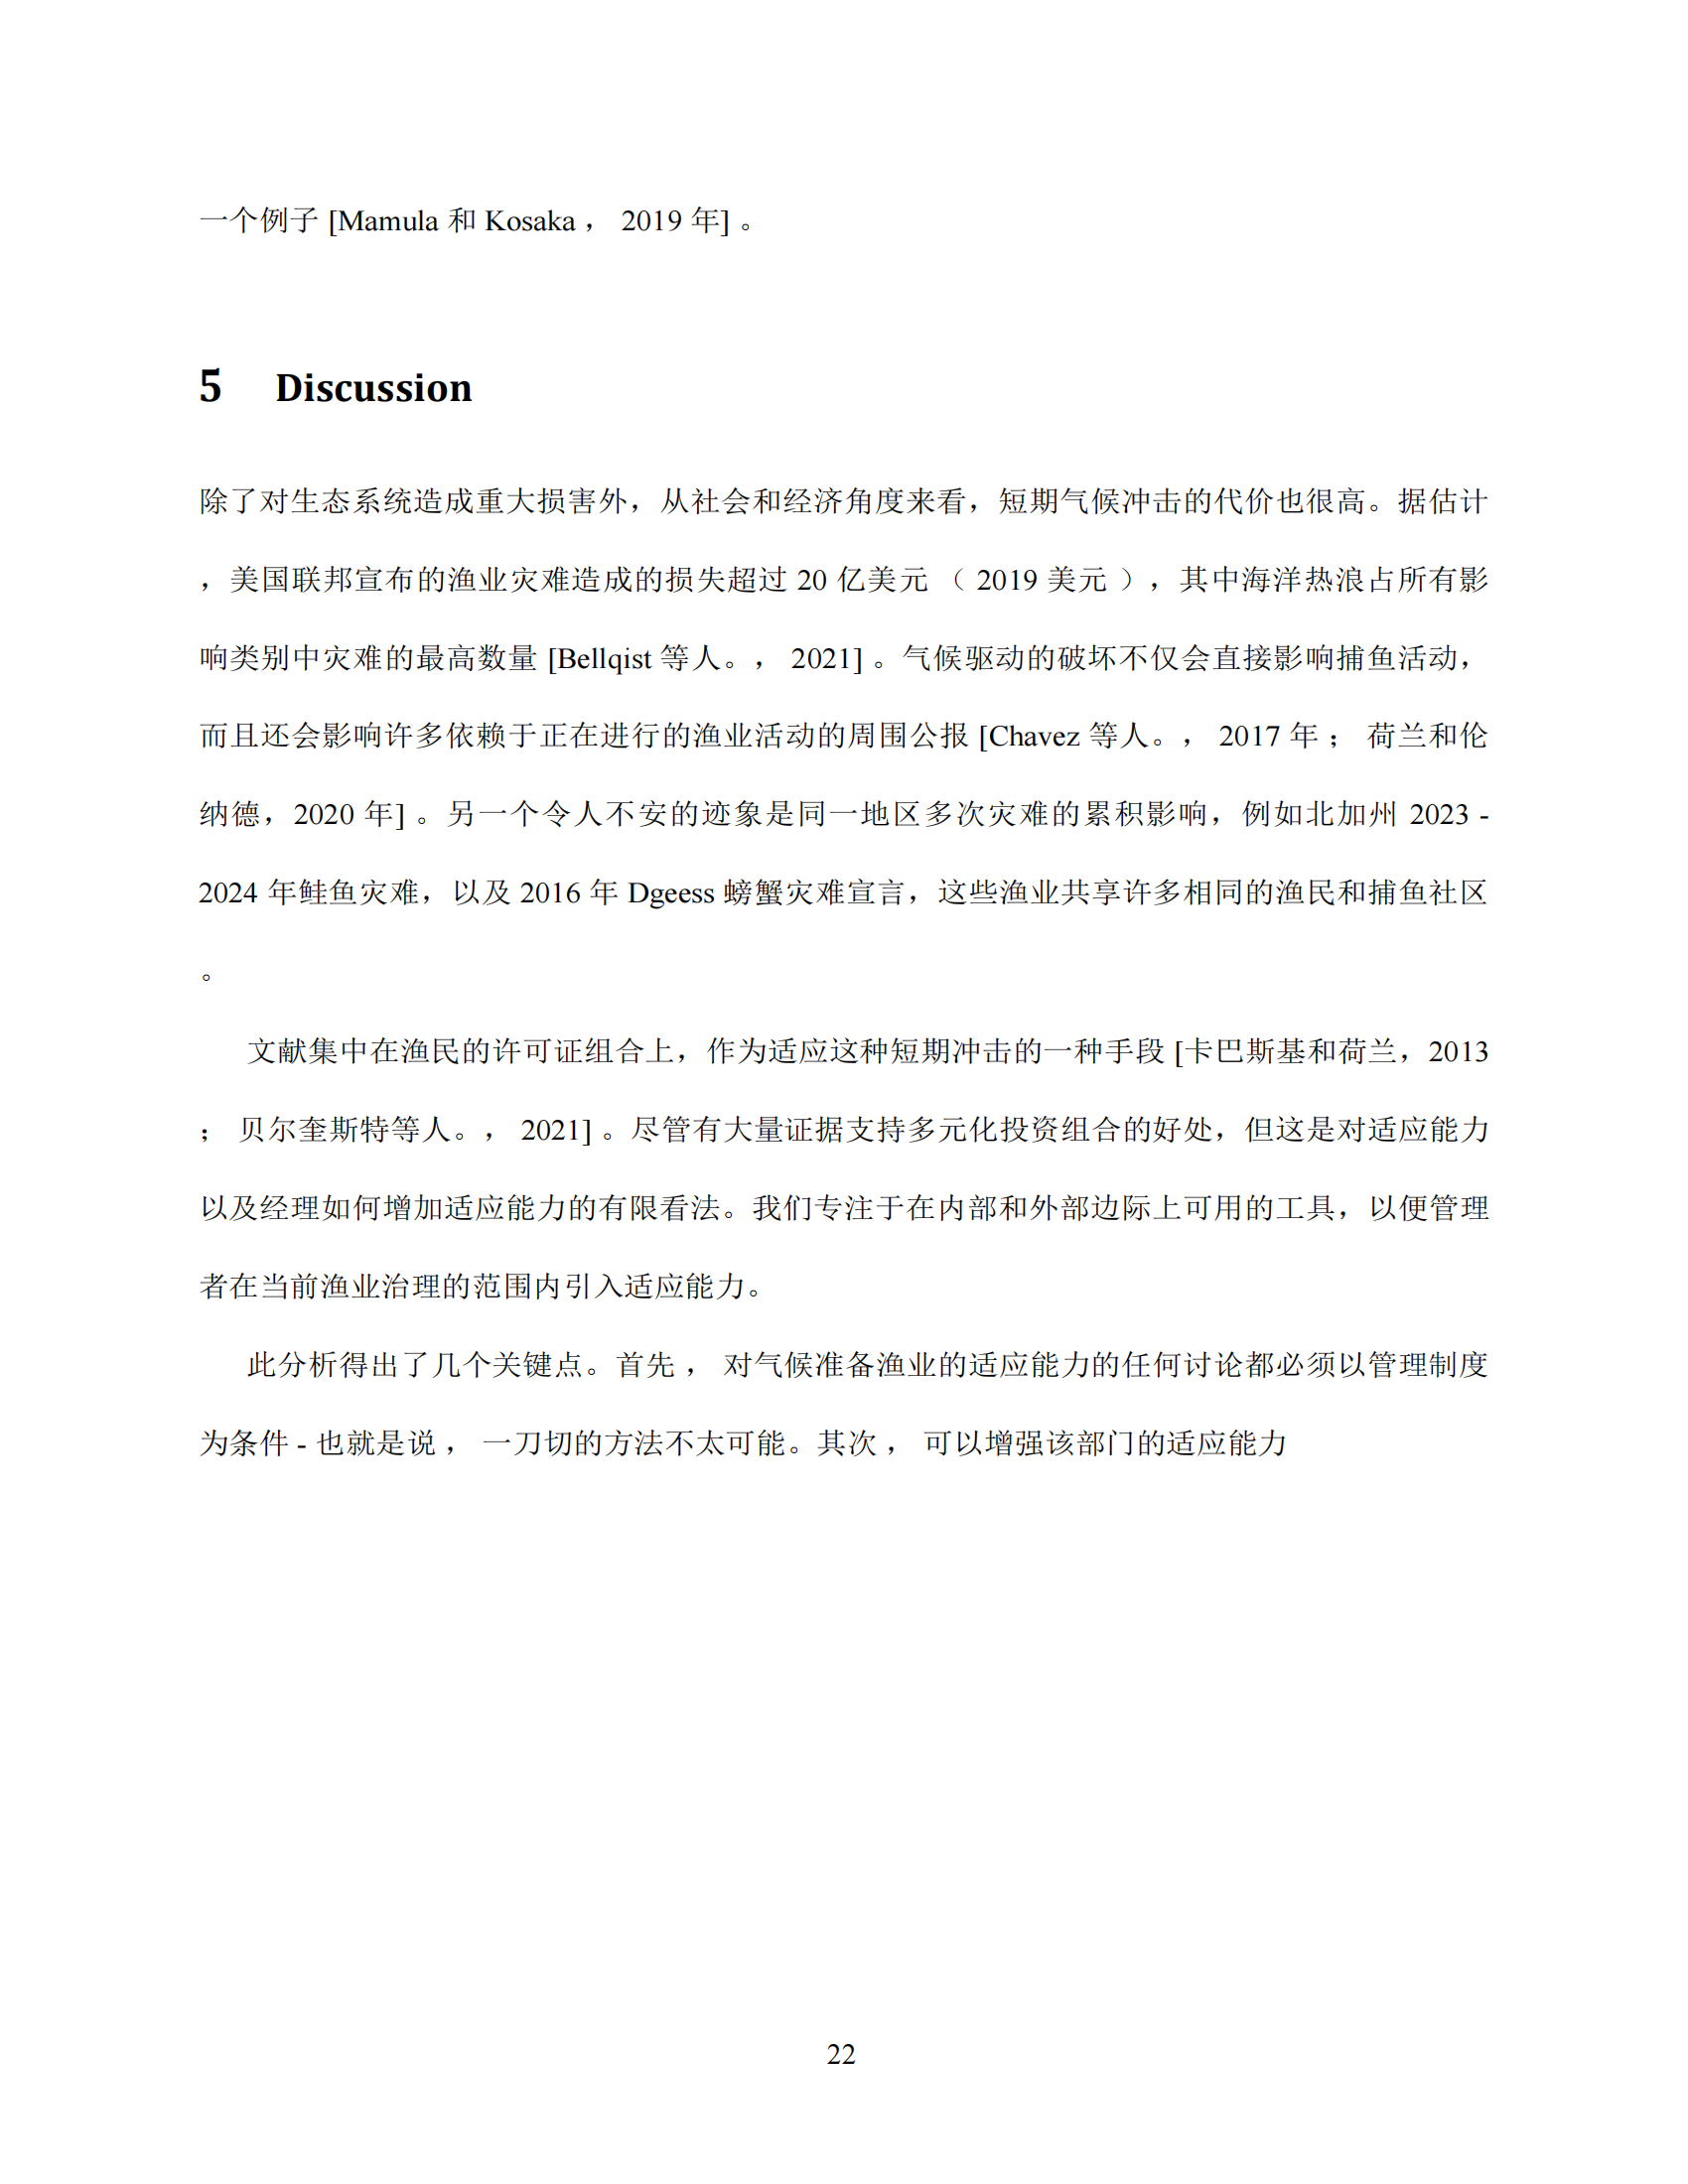 一个例子 [Mamula 和 Kosaka ， 2019 年] 。
5 Discussion
除了对生态系统造成重大损害外，从社会和经济角度来看，短期气候冲击的代价也很高。据估计
，美国联邦宣布的渔业灾难造成的损失超过 20 亿美元 （ 2019 美元 ），其中海洋热浪占所有影
响类别中灾难的最高数量 [Bellqist 等人。， 2021] 。气候驱动的破坏不仅会直接影响捕鱼活动，
而且还会影响许多依赖于正在进行的渔业活动的周围公报 [Chavez 等人。， 2017 年 ； 荷兰和伦
纳德，2020 年] 。另一个令人不安的迹象是同一地区多次灾难的累积影响，例如北加州 2023 -
2024 年鲑鱼灾难，以及 2016 年 Dgeess 螃蟹灾难宣言，这些渔业共享许多相同的渔民和捕鱼社区
。
文献集中在渔民的许可证组合上，作为适应这种短期冲击的一种手段 [卡巴斯基和荷兰，2013
； 贝尔奎斯特等人。， 2021] 。尽管有大量证据支持多元化投资组合的好处，但这是对适应能力
以及经理如何增加适应能力的有限看法。我们专注于在内部和外部边际上可用的工具，以便管理
者在当前渔业治理的范围内引入适应能力。
此分析得出了几个关键点。首先 ， 对气候准备渔业的适应能力的任何讨论都必须以管理制度
为条件 - 也就是说 ， 一刀切的方法不太可能。其次 ， 可以增强该部门的适应能力
22